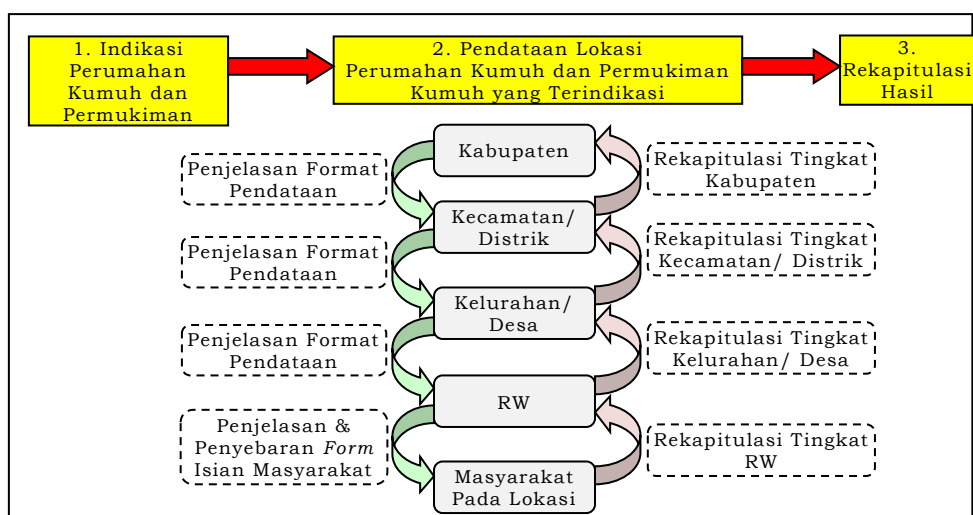 1. Indikasi
Perumahan
Kumuh dan
Permukiman
2. Pendataan Lokasi
Perumahan Kumuh dan Permukiman
Kumuh yang Terindikasi
3.
Rekapitulasi
Hasil
Kabupaten
Penjelasan Format
Pendataan
Rekapitulasi Tingkat
Kabupaten
Kecamatan/
Distrik
Penjelasan Format
Pendataan
Rekapitulasi Tingkat
Kecamatan/ Distrik
Kelurahan/
Desa
Penjelasan Format
Pendataan
Rekapitulasi Tingkat
Kelurahan/ Desa
RW
Penjelasan &
Penyebaran Form
Isian Masyarakat
Rekapitulasi Tingkat
RW
Masyarakat
Pada Lokasi